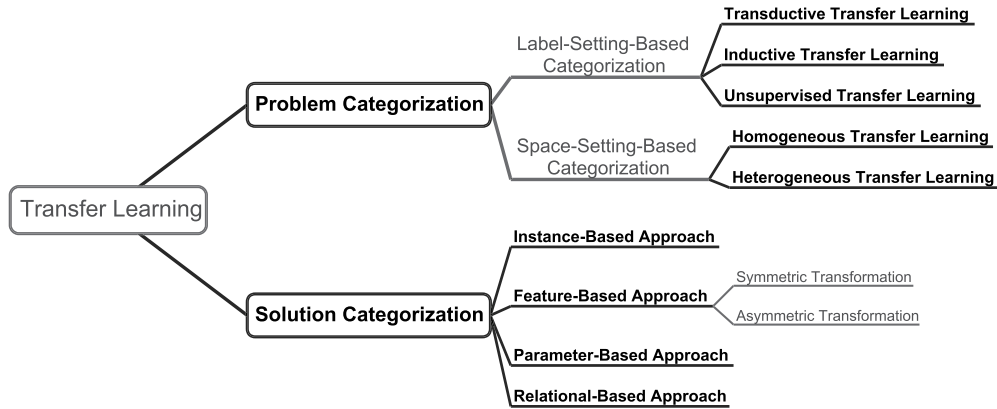 Transfer Learning
Problem Categorization
Label-Setting-Based
Categorization
Transductive Transfer Learning
Inductive Transfer Learning
Unsupervised Transfer Learning
Space-Setting-Based
Categorization
Homogeneous Transfer Learning
Heterogeneous Transfer Learning
Solution Categorization
Instance-Based Approach
Feature-Based Approach
Symmetric Transformation
Asymmetric Transformation
Parameter-Based Approach
Relational-Based Approach